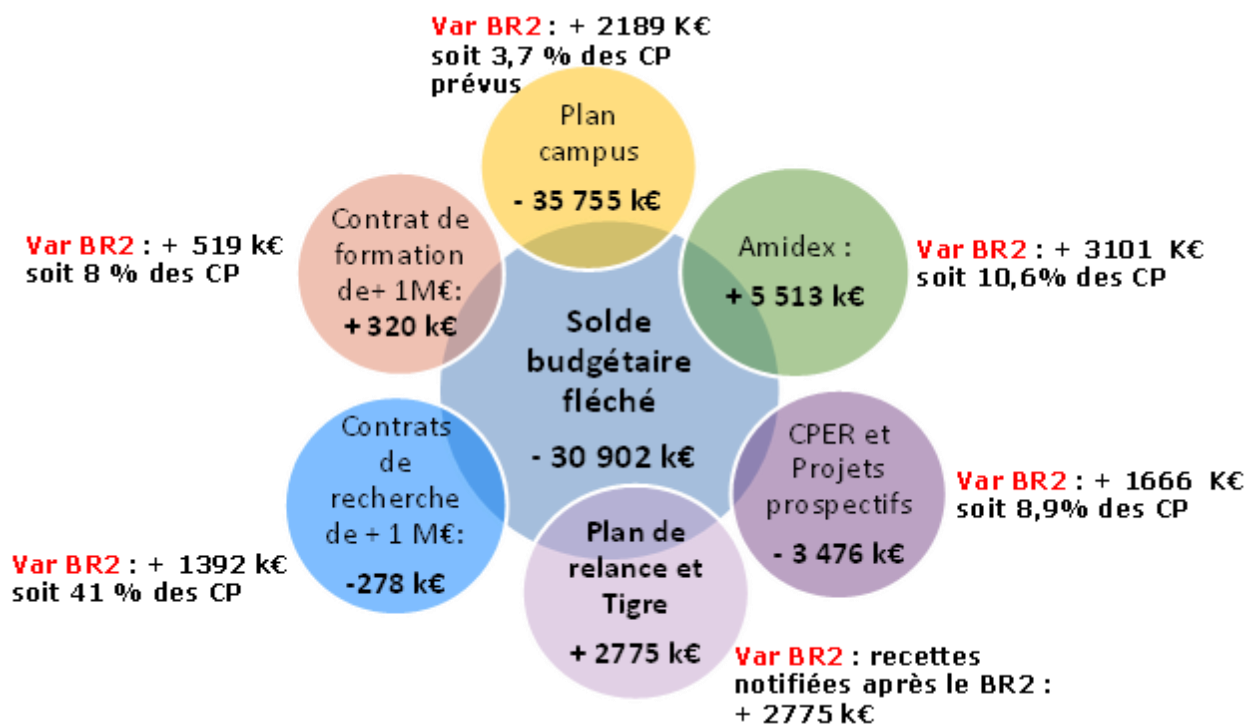 Var BR2 : + 2189 K€
soit 3,7 % des CP
prévus
Plan
campus
- 35 755 k€
Contrat de
formation
de+ 1M€:
+ 320 k€
Var BR2 : + 519 k€
soit 8 % des CP
Amidex :
+ 5 513 k€
Var BR2 : + 3101 K€
soit 10,6% des CP
Solde
budgétaire
fléché
- 30 902 k€
Contrats
de
recherche
de + 1 M€:
-278 k€
Var BR2 : + 1392 k€
soit 41 % des CP
CPER et
Projets
prospectifs
- 3 476 k€
Var BR2 : + 1666 K€
soit 8,9% des CP
Plan de
relance et
Tigre
+ 2775 k€
Var BR2 : recettes
notifiées après le BR2 :
+ 2775 k€